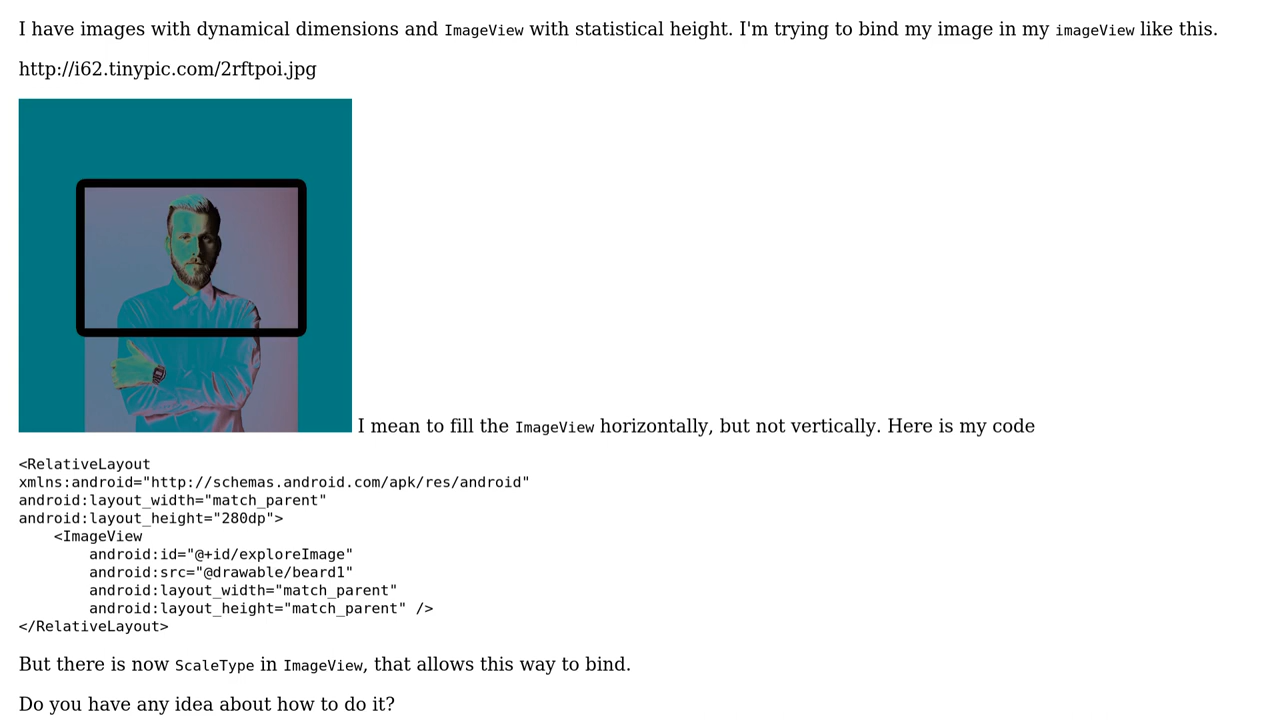 I have images with dynamical dimensions and ImageView with statistical height. I'm trying to bind my image in my imageView like this.
http://i62.tinypic.com/2rftpoi.jpg
I mean to fill the ImageView horizontally, but not vertically. Here is my code
<RelativeLayout
xmlns:android="http://schemas.android.com/apk/res/android"
android:layout_width="match_parent"
android:layout_height="280dp">
    <ImageView
        android:id="@+id/exploreImage"
        android:src="@drawable/beard1"
        android:layout_width="match_parent"
        android:layout_height="match_parent" />
</RelativeLayout>
But there is now ScaleType in ImageView, that allows this way to bind.
Do you have any idea about how to do it?